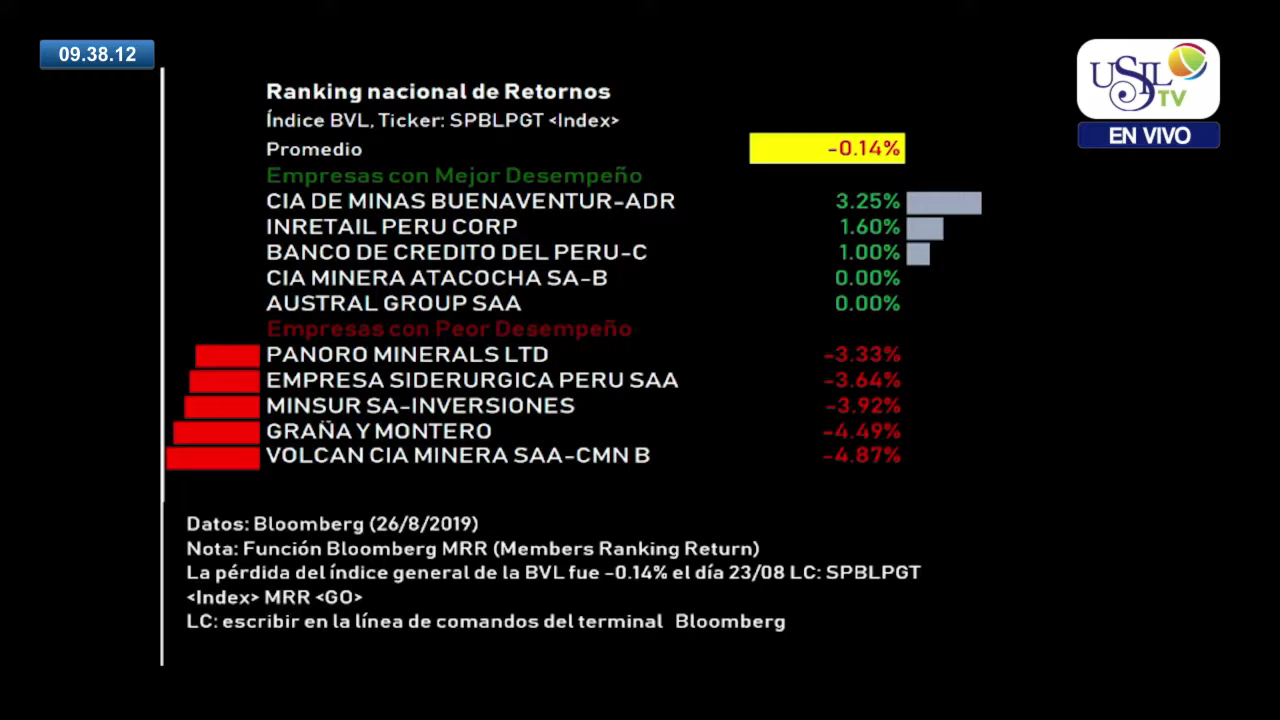 09.38.12
USIL
TV
EN VIVO
Ranking nacional de Retornos
Índice BVL, Ticker: SPBLPGT <Index>
Promedio -0.14%
Empresas con Mejor Desempeño
CIA DE MINAS BUENAVENTUR-ADR 3.25%
INRETAIL PERU CORP 1.60%
BANCO DE CREDITO DEL PERU-C 1.00%
CIA MINERA ATACOCHA SA-B 0.00%
AUSTRAL GROUP SAA 0.00%
Empresas con Peor Desempeño
PANORO MINERALS LTD -3.33%
EMPRESA SIDERURGICA PERU SAA -3.64%
MINSUR SA-INVERSIONES -3.92%
GRAÑA Y MONTERO -4.49%
VOLCAN CIA MINERA SAA-CMN B -4.87%
Datos: Bloomberg (26/8/2019)
Nota: Función Bloomberg MRR (Members Ranking Return)
La pérdida del índice general de la BVL fue -0.14% el día 23/08 LC: SPBLPGT
<Index> MRR <GO>
LC: escribir en la línea de comandos del terminal Bloomberg